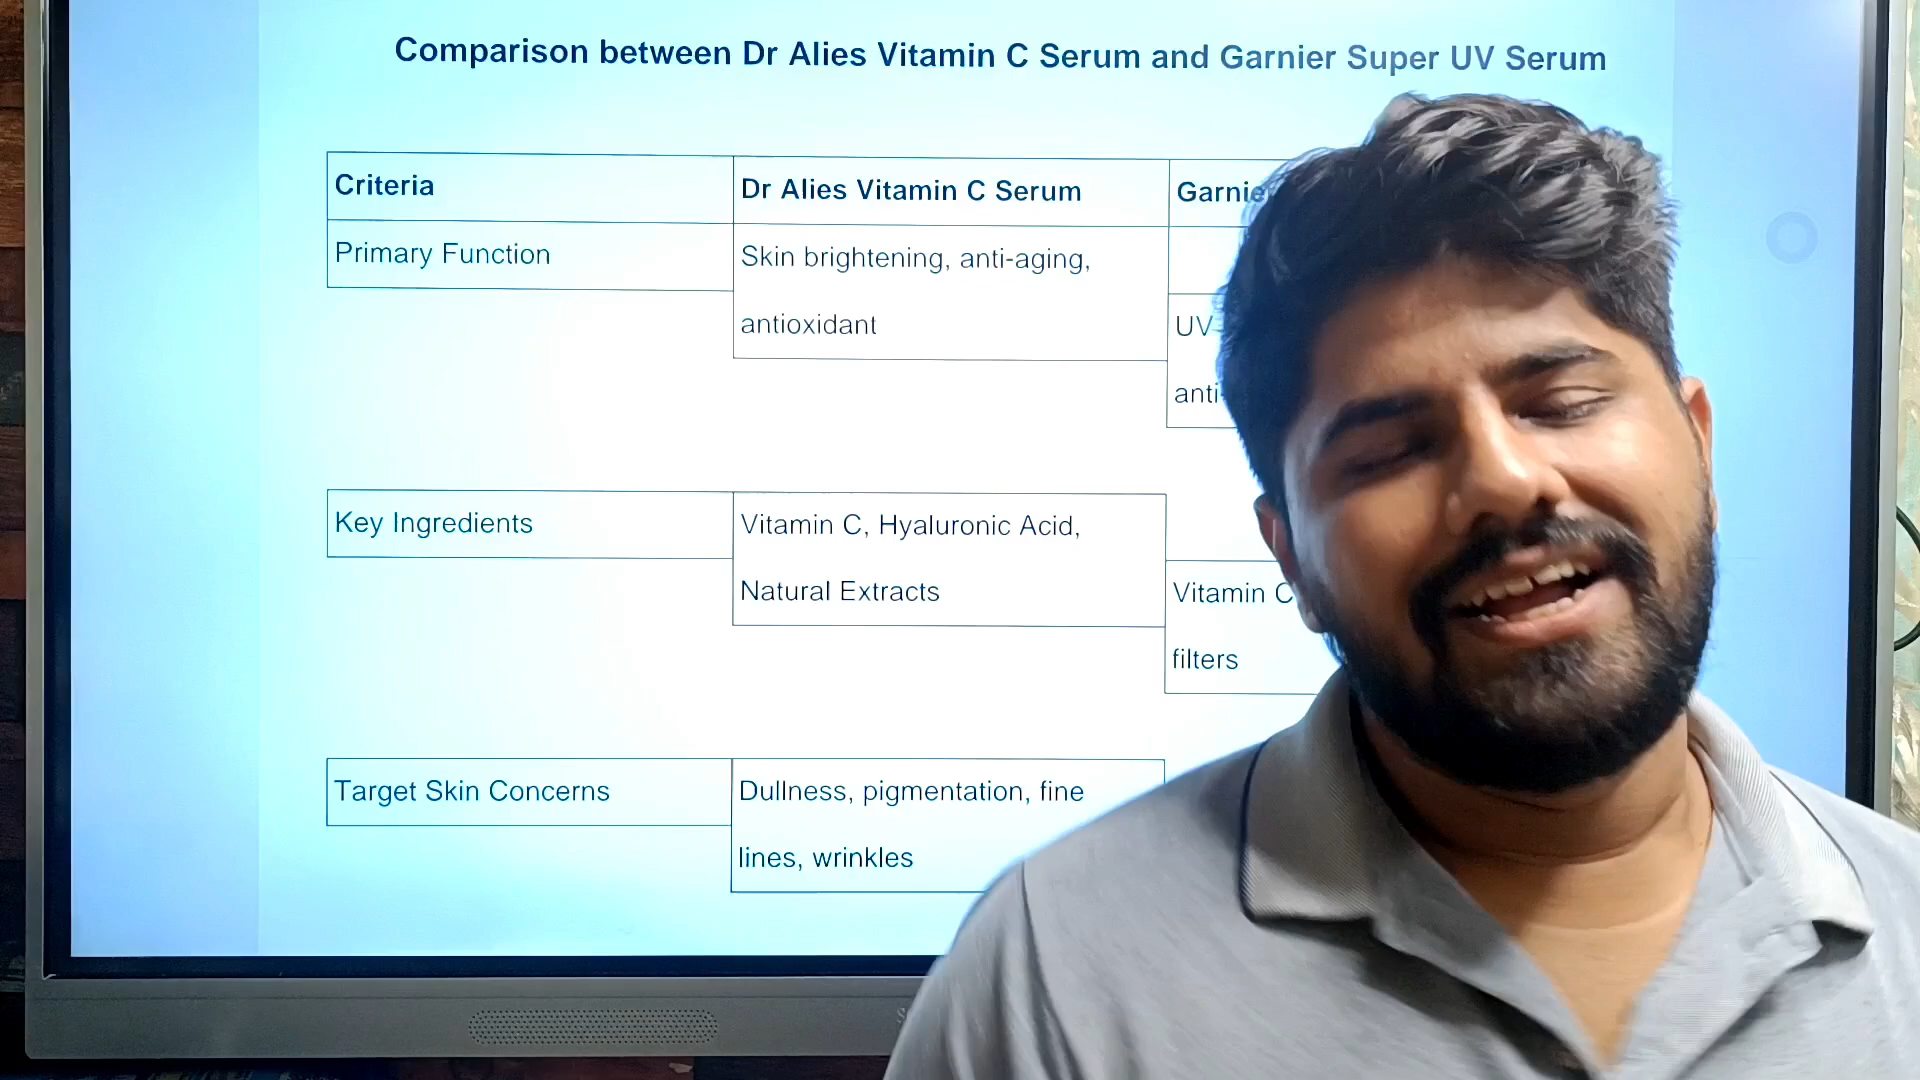 Comparison between Dr Alies Vitamin C Serum and Garnier Super UV Serum
Criteria
Dr Alies Vitamin C Serum
Primary Function
Skin brightening, anti-aging,
antioxidant
UV
anti-
Key Ingredients
Vitamin C, Hyaluronic Acid,
Natural Extracts
Vitamin C
filters
Target Skin Concerns
Dullness, pigmentation, fine
lines, wrinkles